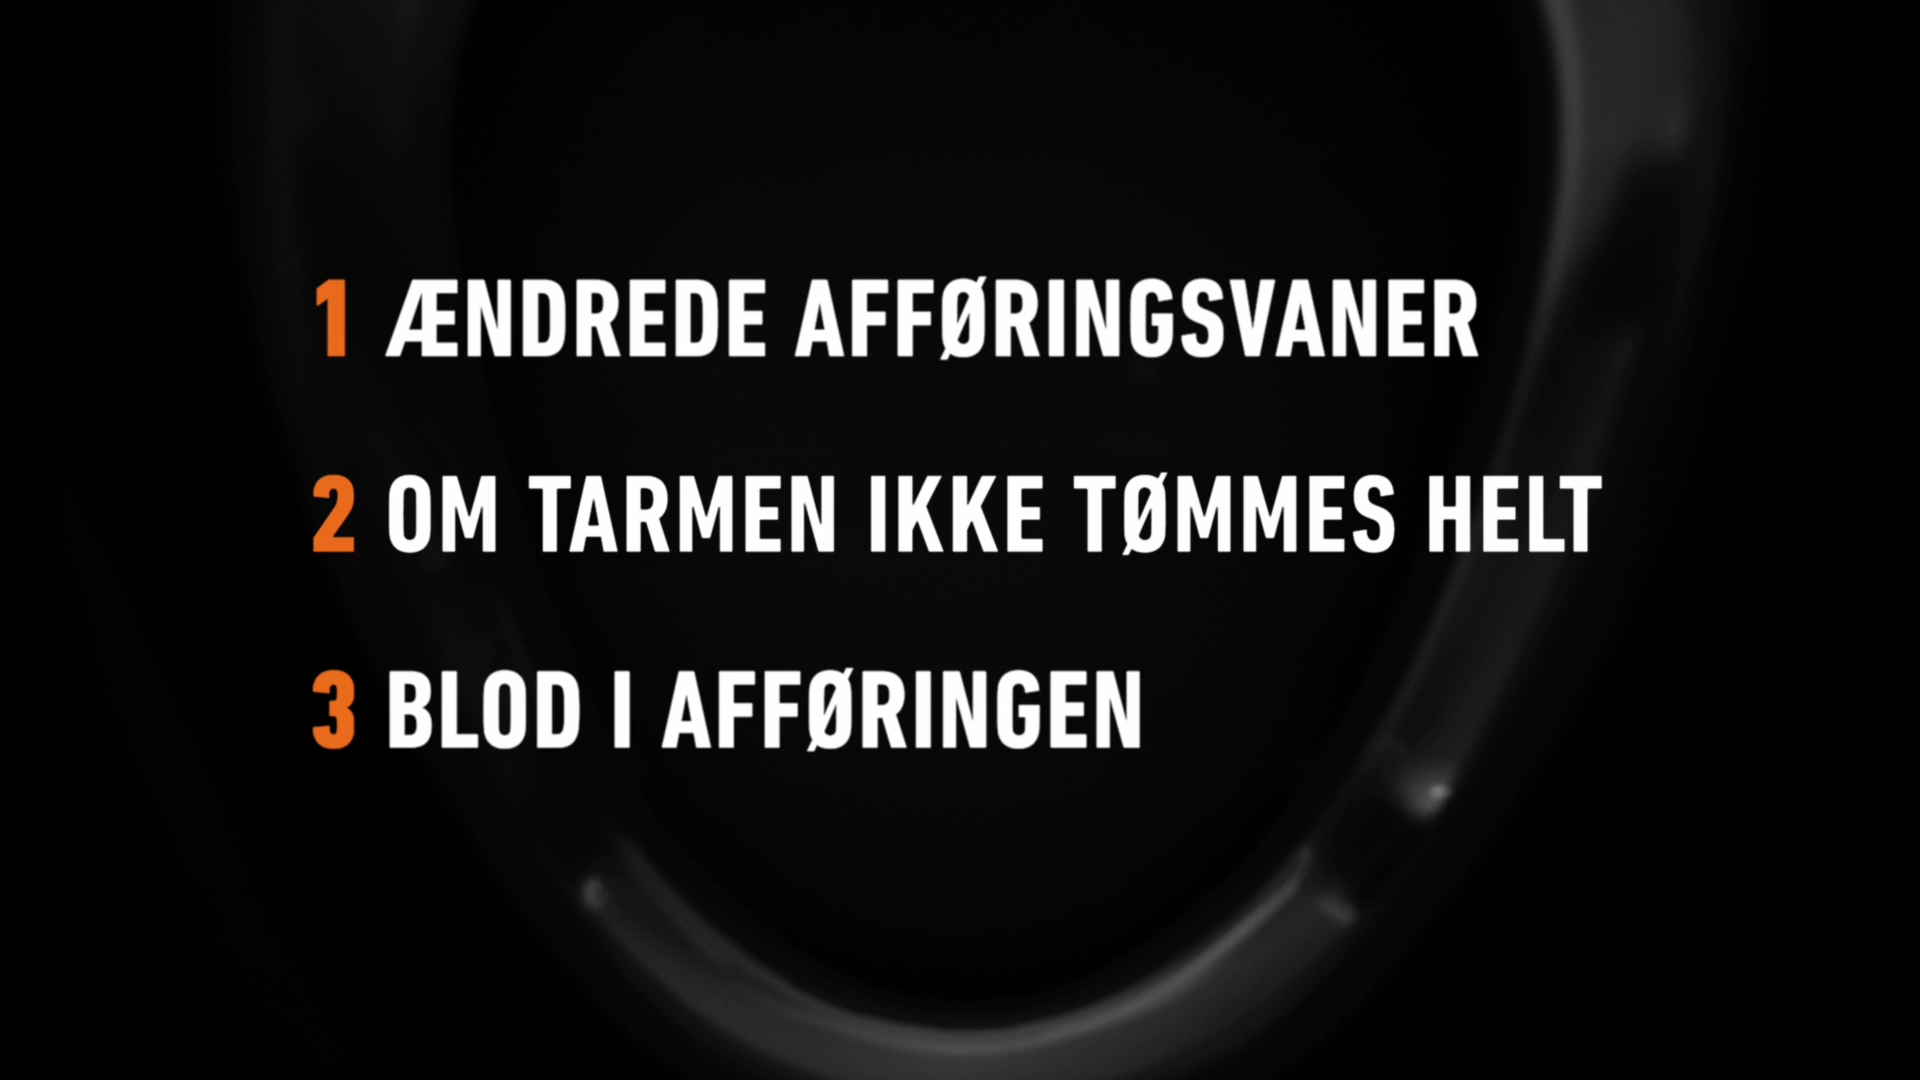 1 ÆNDREDE AFFØRINGSVANER
2 OM TARMEN IKKE TØMMES HELT
3 BLOD I AFFØRINGEN